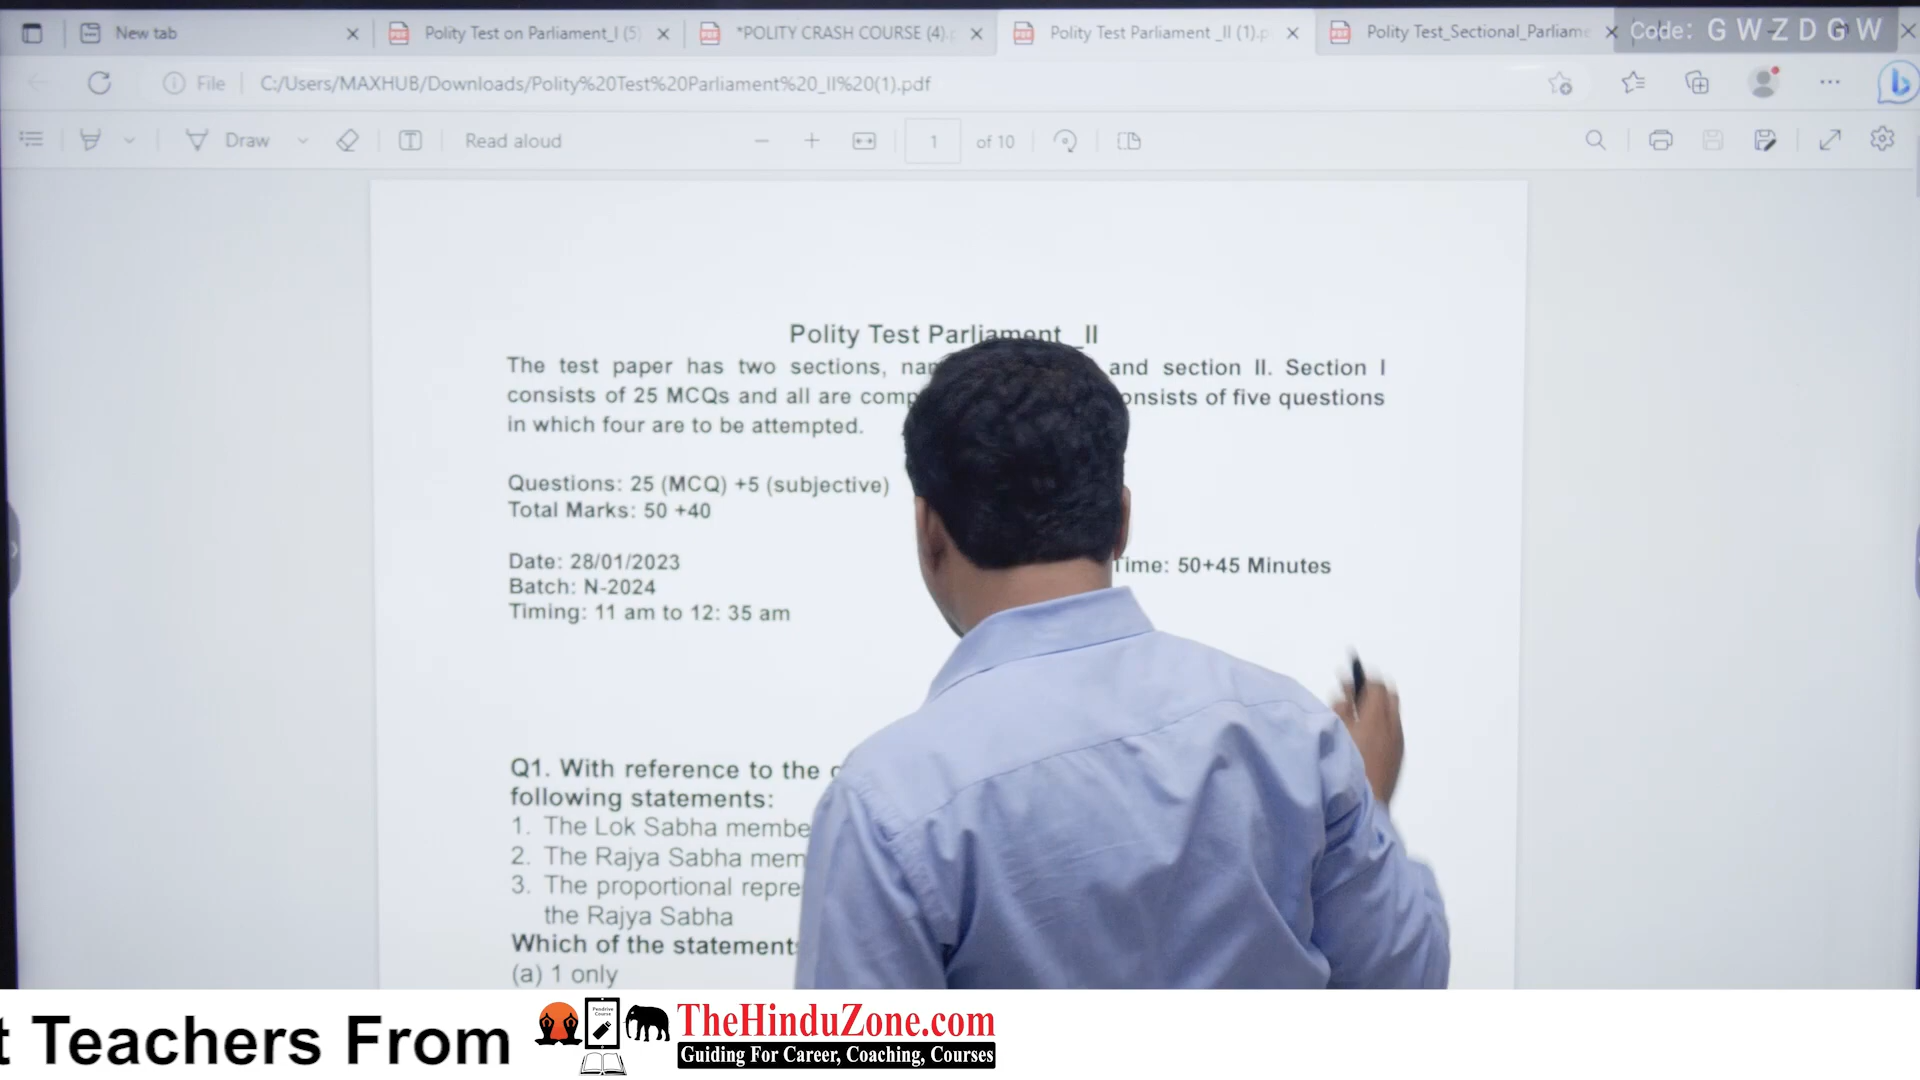 New tab
Polity Test on Parliament_I (5)
*POLITY CRASH COURSE (4).p
Polity Test Parliament _II (1).p
Polity Test_Sectional_Parliame
Code: G W Z D G W
File
C:/Users/MAXHUB/Downloads/Polity%20Test%20Parliament%20_II%20(1).pdf
Draw
Read aloud
1 of 10
Polity Test Parliament _II
The test paper has two sections, and section II. Section I
consists of 25 MCQs and all are onsists of five questions
in which four are to be attempted.
Questions: 25 (MCQ) +5 (subjective)
Total Marks: 50 +40
Date: 28/01/2023
Time: 50+45 Minutes
Batch: N-2024
Timing: 11 am to 12: 35 am
Q1. With reference to the
following statements:
1. The Lok Sabha membe
2. The Rajya Sabha mem
3. The proportional repre
the Rajya Sabha
Which of the statements
(a) 1 only
t Teachers From
Pendrive
Course
TheHinduZone.com
Guiding For Career, Coaching, Courses